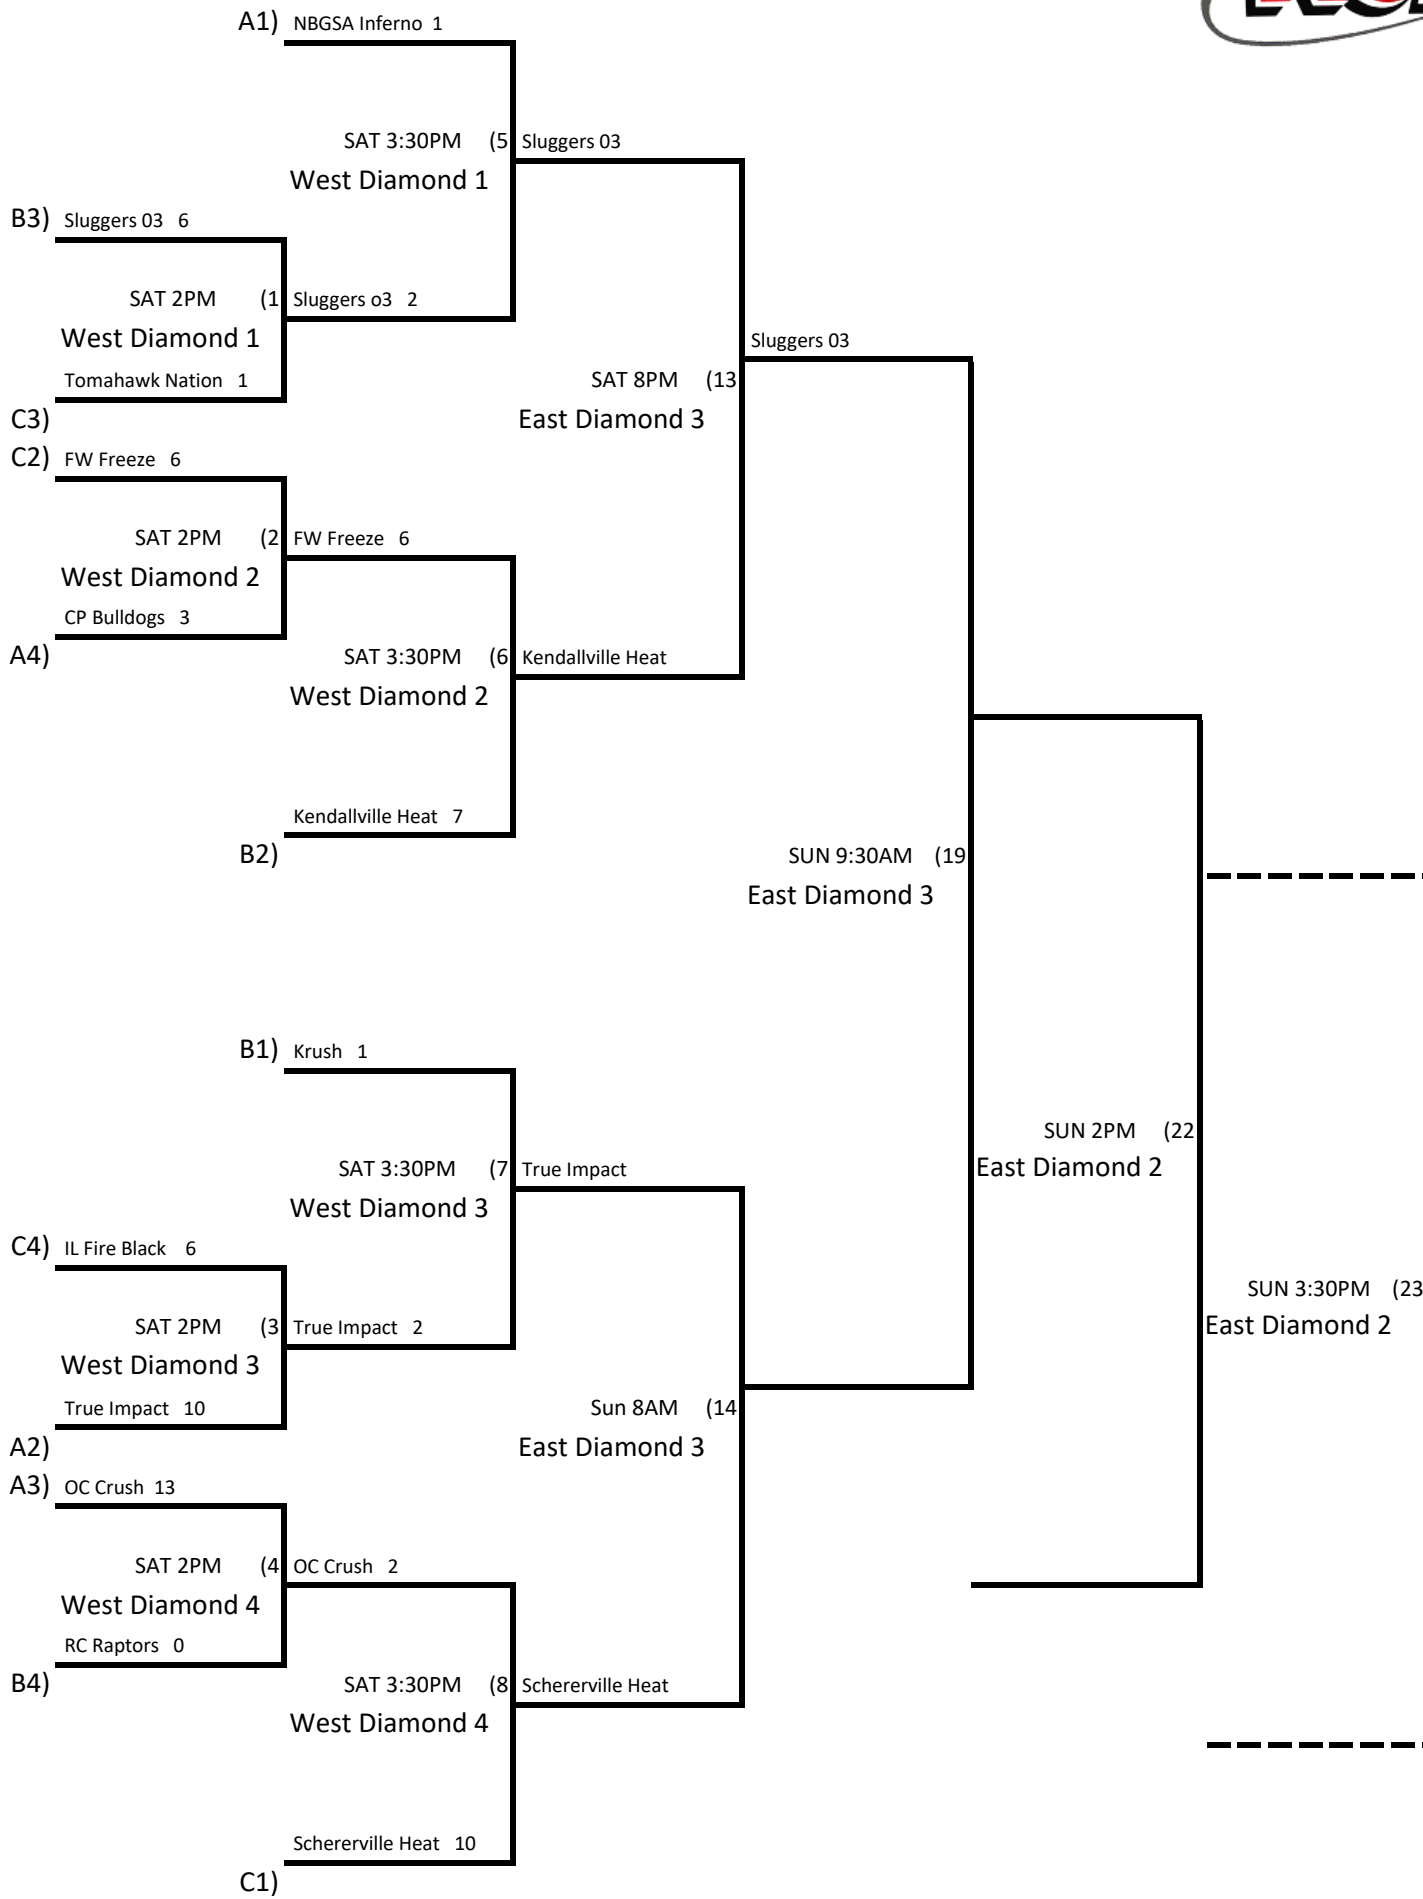 A1) NBGSA Inferno 1
SAT 3:30PM (5 Sluggers 03
West Diamond 1
B3) Sluggers 03 6
SAT 2PM (1 Sluggers o3 2
West Diamond 1
Sluggers 03
Tomahawk Nation 1
SAT 8PM (13
C3)
East Diamond 3
C2) FW Freeze 6
SAT 2PM (2 FW Freeze 6
West Diamond 2
CP Bulldogs 3
A4)
SAT 3:30PM (6 Kendallville Heat
West Diamond 2
Kendallville Heat 7
B2)
SUN 9:30AM (19
East Diamond 3
B1) Krush 1
SUN 2PM (22
East Diamond 2
SAT 3:30PM (7 True Impact
West Diamond 3
C4) IL Fire Black 6
SUN 3:30PM (23
East Diamond 2
SAT 2PM (3 True Impact 2
West Diamond 3
True Impact 10
Sun 8AM (14
A2)
East Diamond 3
A3) OC Crush 13
SAT 2PM (4 OC Crush 2
West Diamond 4
RC Raptors 0
B4)
SAT 3:30PM (8 Schererville Heat
West Diamond 4
Schererville Heat 10
C1)